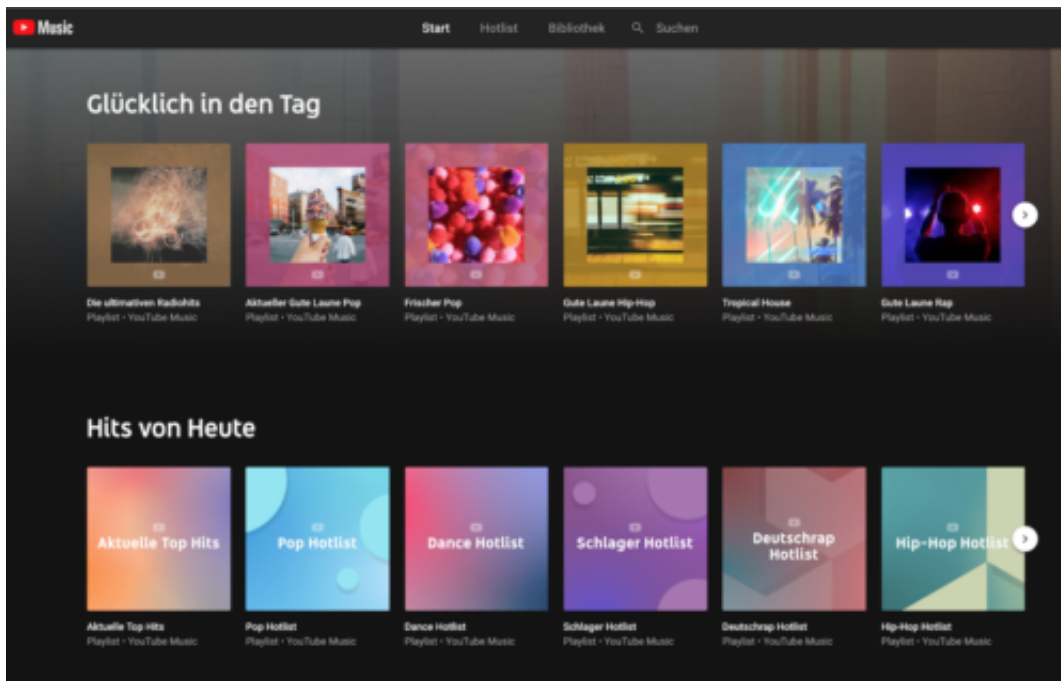 Music
Start Hotlist Bibliothek Suchen
Glücklich in den Tag
Die ultimativen Radiohits
Playlist • YouTube Music
Aktueller Gute Laune Pop
Playlist • YouTube Music
Frischer Pop
Playlist • YouTube Music
Gute Laune Hip-Hop
Playlist • YouTube Music
Tropical House
Playlist • YouTube Music
Gute Laune Rap
Playlist • YouTube Music
Hits von Heute
Aktuelle Top Hits
Aktuelle Top Hits
Playlist • YouTube Music
Pop Hotlist
Pop Hotlist
Playlist • YouTube Music
Dance Hotlist
Dance Hotlist
Playlist • YouTube Music
Schlager Hotlist
Schlager Hotlist
Playlist • YouTube Music
Deutschrap
Hotlist
Deutschrap Hotlist
Playlist • YouTube Music
Hip-Hop Hotlist
Hip-Hop Hotlist
Playlist • YouTube Music